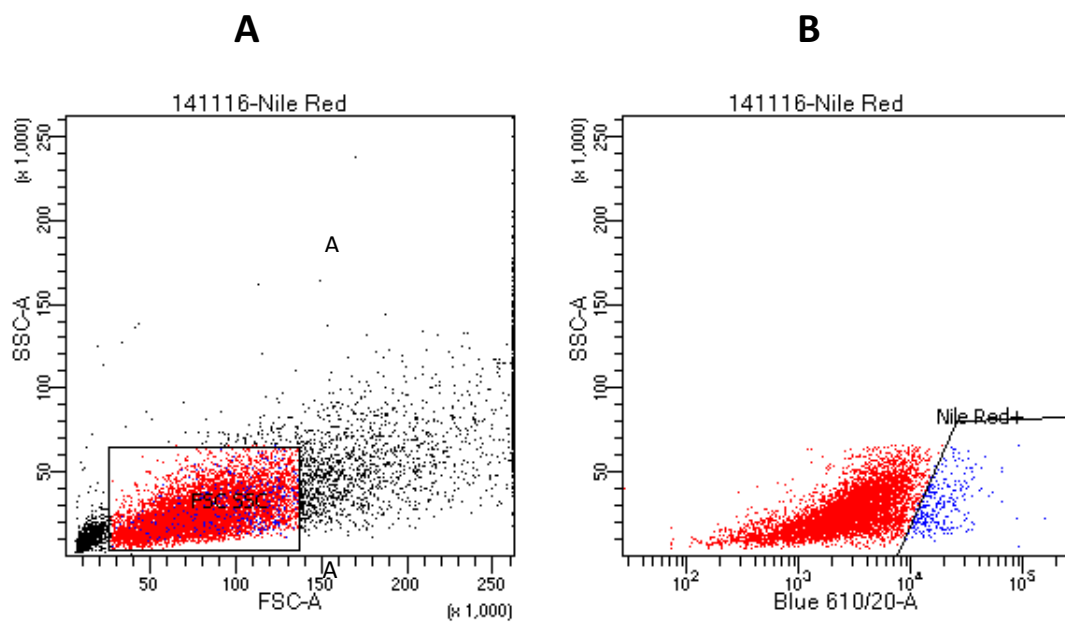 A
B
141116-Nile Red
(x 1,000)
250
200
150
100
50
SSC-A
A
FSC SSC
50
100
150
200
250
A
FSC-A
(x 1,000)
141116-Nile Red
(x 1,000)
250
200
150
100
50
SSC-A
Nile Red+
10²
10³
10⁴
10⁵
Blue 610/20-A